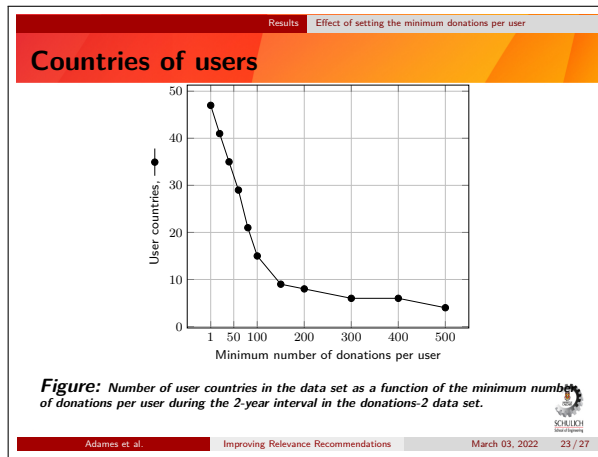 Results Effect of setting the minimum donations per user
Countries of users
50
40
30
20
10
0
User countries,
1 50 100 200 300 400 500
Minimum number of donations per user
Figure: Number of user countries in the data set as a function of the minimum number
of donations per user during the 2-year interval in the donations-2 data set.
SCHULICH
School of Engineering
Adames et al. Improving Relevance Recommendations March 03, 2022 23 / 27